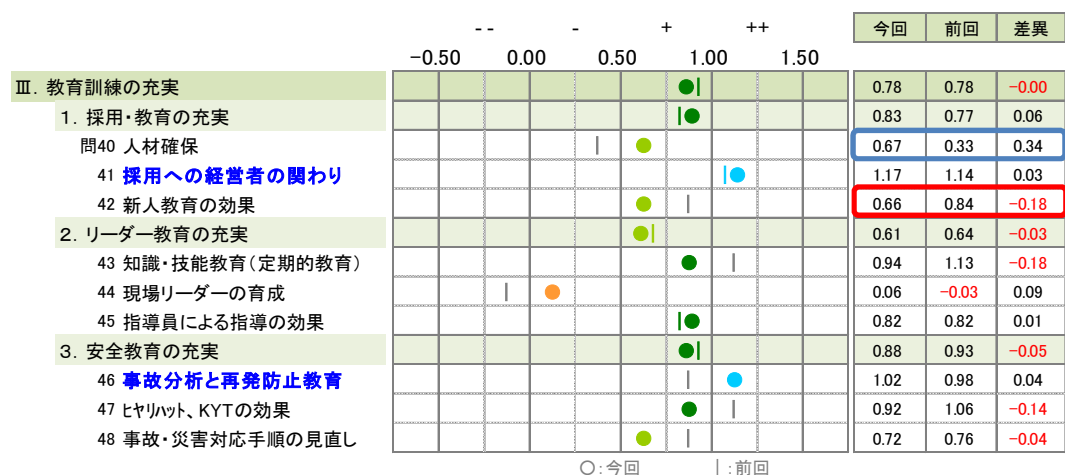 -- - + ++ 今回 前回 差異
-0.50 0.00 0.50 1.00 1.50
Ⅲ. 教育訓練の充実 0.78 0.78 -0.00
1. 採用・教育の充実 0.83 0.77 0.06
問40 人材確保 0.67 0.33 0.34
41 採用への経営者の関わり 1.17 1.14 0.03
42 新人教育の効果 0.66 0.84 -0.18
2. リーダー教育の充実 0.61 0.64 -0.03
43 知識・技能教育(定期的教育) 0.94 1.13 -0.18
44 現場リーダーの育成 0.06 -0.03 0.09
45 指導員による指導の効果 0.82 0.82 0.01
3. 安全教育の充実 0.88 0.93 -0.05
46 事故分析と再発防止教育 1.02 0.98 0.04
47 ヒヤリハット、KYTの効果 0.92 1.06 -0.14
48 事故・災害対応手順の見直し 0.72 0.76 -0.04
○:今回 |:前回